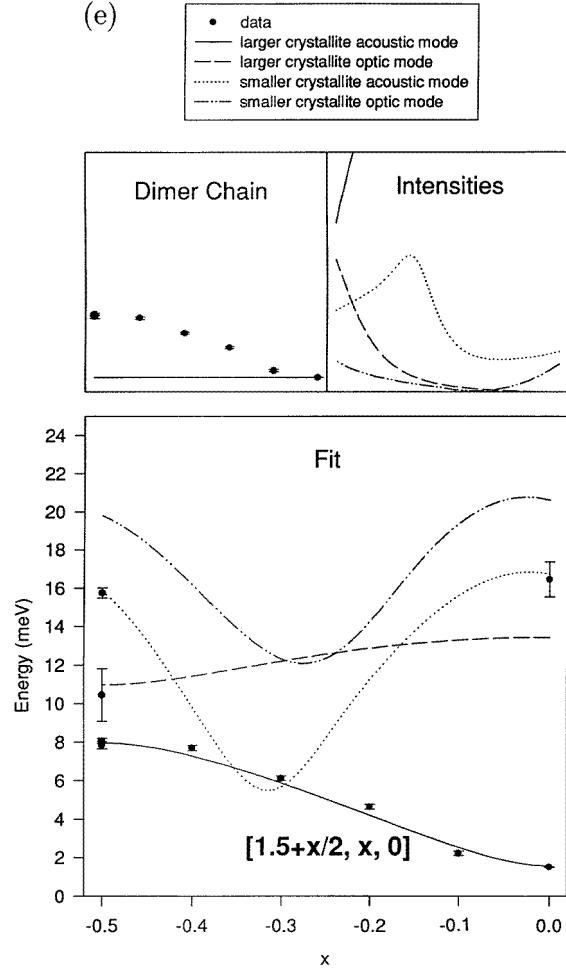 (e)
data
larger crystallite acoustic mode
larger crystallite optic mode
smaller crystallite acoustic mode
smaller crystallite optic mode
Dimer Chain
Intensities
Fit
24
22
20
18
16
14
12
10
8
6
4
2
0
Energy (meV)
[1.5+x/2, x, 0]
-0.5 -0.4 -0.3 -0.2 -0.1 0.0
x